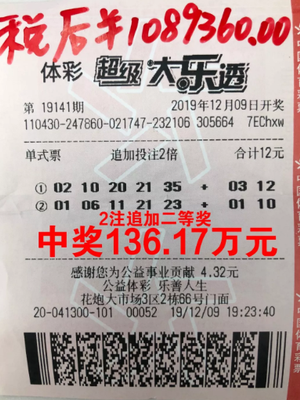 税后¥1089360.00
体彩 超级大乐透
第 19141期 2019年12月09日开奖
110430-247860-021747-232106 305664 7EChxw
单式票 追加投注2倍 合计12元
① 02 10 20 21 35 + 03 12
② 01 06 11 21 23 + 01 10
2注追加二等奖
中奖136.17万元
感谢您为公益事业贡献 4.32元
公益体彩 乐善人生
花炮大市场3区2栋66号门面
20-041300-101 00052 19/12/09 19:23:40